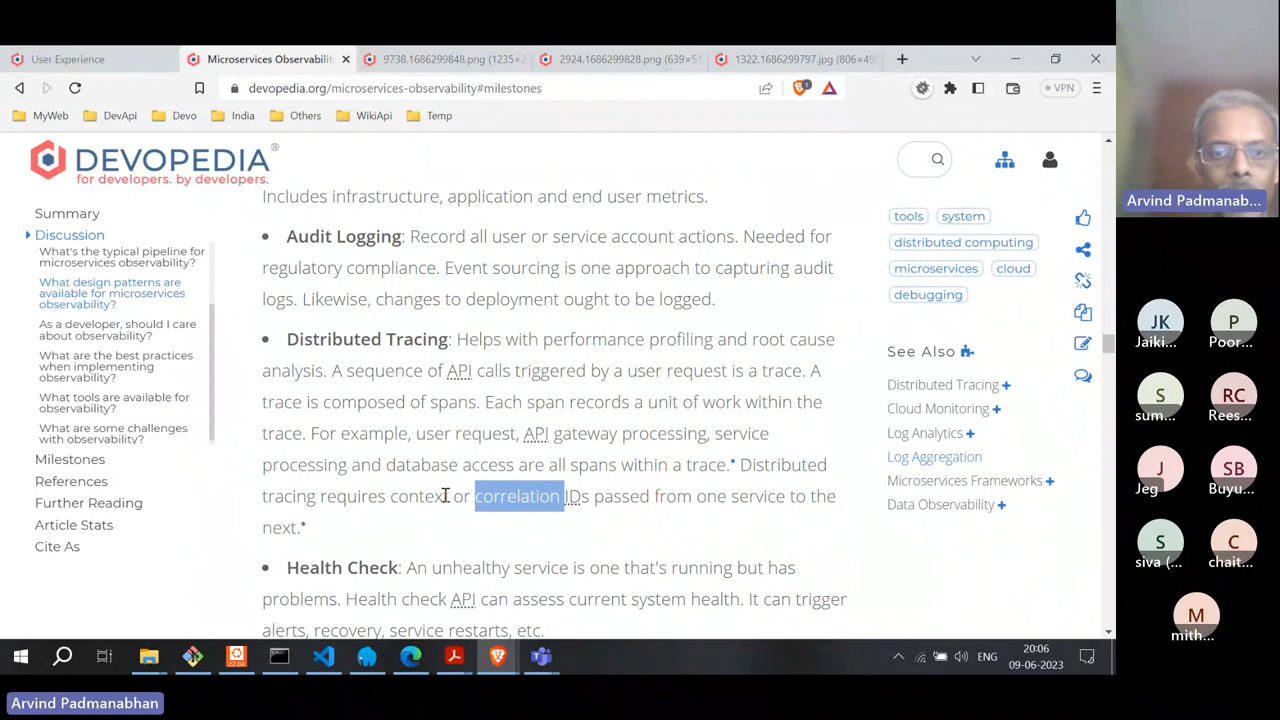 User Experience
Microservices Observabilit
9738.1686299848.png (1235×2
2924.1686299828.png (639×51
1322.1686299797.jpg (806×49
devopedia.org/microservices-observability#milestones
1
VPN
MyWeb
DevApi
Devo
India
Others
WikiApi
Temp
DEVOPEDIA®
for developers. by developers.
Summary
Discussion
What's the typical pipeline for
microservices observability?
What design patterns are
available for microservices
observability?
As a developer, should I care
about observability?
What are the best practices
when implementing
observability?
What tools are available for
observability?
What are some challenges
with observability?
Milestones
References
Further Reading
Article Stats
Cite As
Includes infrastructure, application and end user metrics.
• Audit Logging: Record all user or service account actions. Needed for
regulatory compliance. Event sourcing is one approach to capturing audit
logs. Likewise, changes to deployment ought to be logged.
• Distributed Tracing: Helps with performance profiling and root cause
analysis. A sequence of API calls triggered by a user request is a trace. A
trace is composed of spans. Each span records a unit of work within the
trace. For example, user request, API gateway processing, service
processing and database access are all spans within a trace.• Distributed
tracing requires context or correlation IDs passed from one service to the
next.•
• Health Check: An unhealthy service is one that's running but has
problems. Health check API can assess current system health. It can trigger
alerts, recovery, service restarts, etc.
tools system
distributed computing
microservices cloud
debugging
See Also
Distributed Tracing +
Cloud Monitoring +
Log Analytics +
Log Aggregation
Microservices Frameworks +
Data Observability +
22.04
ENG
20:06
09-06-2023
Arvind Padmanabhan
Arvind Padmanab...
JK
Jaiki...
P
Poor...
S
sum...
RC
Rees...
J
Jeg
SB
Buyu...
S
siva (...
C
chait...
M
mith...